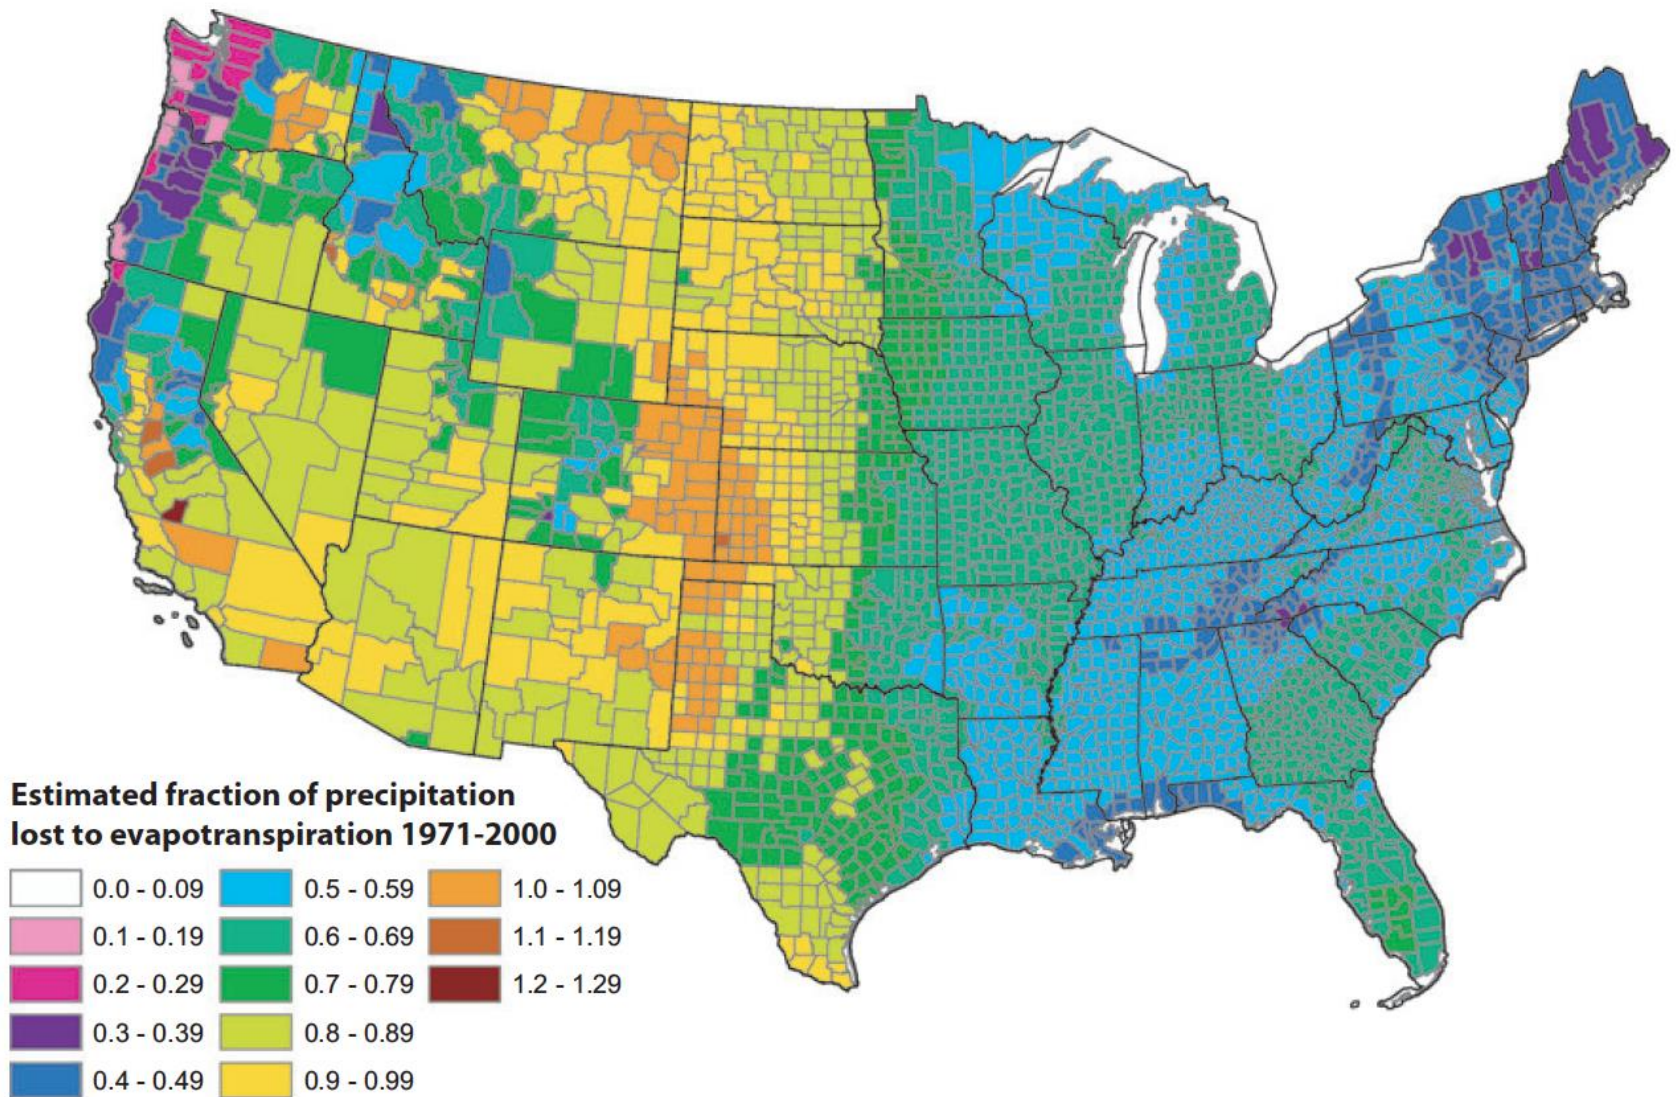 Estimated fraction of precipitation
lost to evapotranspiration 1971-2000
0.0 - 0.09
0.1 - 0.19
0.2 - 0.29
0.3 - 0.39
0.4 - 0.49
0.5 - 0.59
0.6 - 0.69
0.7 - 0.79
0.8 - 0.89
0.9 - 0.99
1.0 - 1.09
1.1 - 1.19
1.2 - 1.29